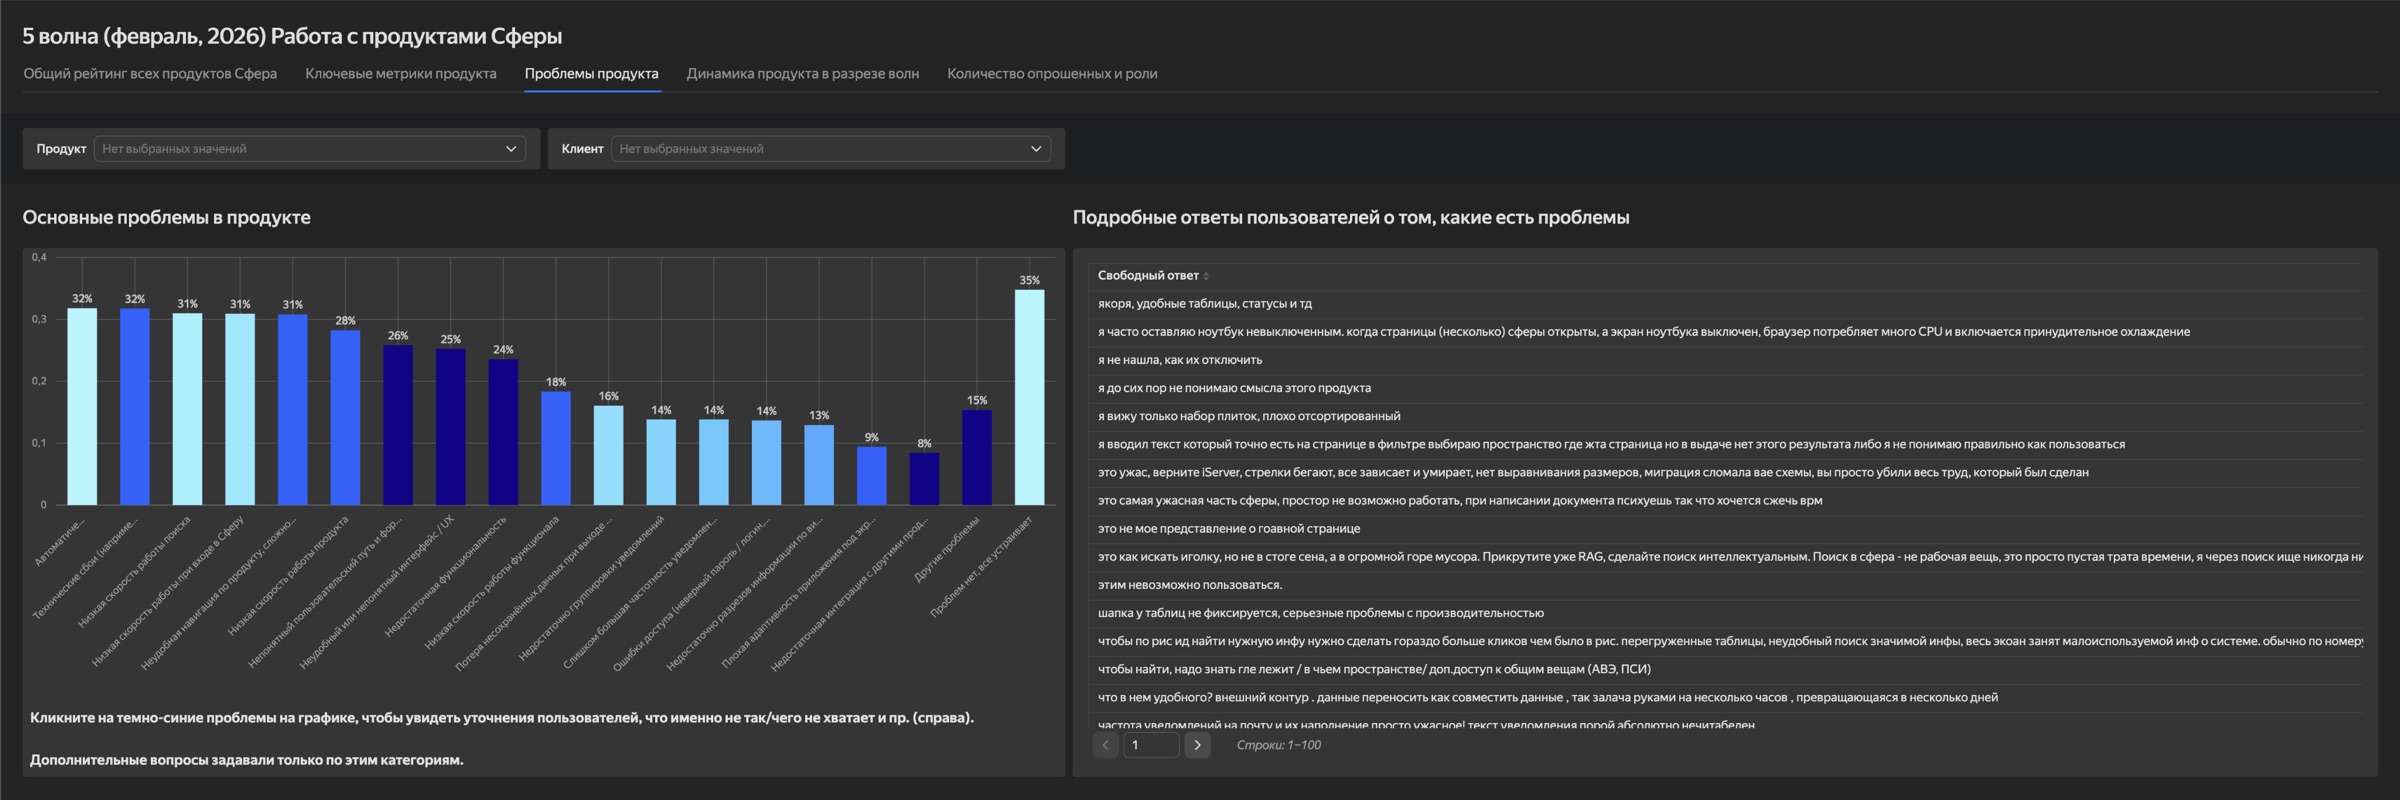 5 волна (февраль, 2026) Работа с продуктами Сферы
Общий рейтинг всех продуктов Сфера
Ключевые метрики продукта
Проблемы продукта
Динамика продукта в разрезе волн
Количество опрошенных и роли
Продукт
Нет выбранных значений
Клиент
Нет выбранных значений
Основные проблемы в продукте
0,4
0,3
0,2
0,1
0
32%
32%
31%
31%
31%
28%
26%
25%
24%
18%
16%
14%
14%
14%
13%
9%
8%
15%
35%
Автоматиче...
Технические сбои (наприме...
Низкая скорость работы поиска
Низкая скорость работы при входе в Сферу
Неудобная навигация по продукту, сложно...
Низкая скорость работы продукта
Непонятный пользовательский путь и фор...
Неудобный или непонятный интерфейс / UX
Недостаточная функциональность
Низкая скорость работы функционала
Потеря несохранённых данных при выходе ...
Недостаточно группировки уведомлений
Слишком большая частотность уведомлен...
Ошибки доступа (неверный пароль / логин,...
Недостаточно разрезов информации по ви...
Плохая адаптивность приложения под экр...
Недостаточная интеграция с другими прод...
Другие проблемы
Проблем нет, все устраивает
Кликните на темно-синие проблемы на графике, чтобы увидеть уточнения пользователей, что именно не так/чего не хватает и пр. (справа).
Дополнительные вопросы задавали только по этим категориям.
Подробные ответы пользователей о том, какие есть проблемы
Свободный ответ
якоря, удобные таблицы, статусы и тд
я часто оставляю ноутбук невыключенным. когда страницы (несколько) сферы открыты, а экран ноутбука выключен, браузер потребляет много CPU и включается принудительное охлаждение
я не нашла, как их отключить
я до сих пор не понимаю смысла этого продукта
я вижу только набор плиток, плохо отсортированный
я вводил текст который точно есть на странице в фильтре выбираю пространство где жта страница но в выдаче нет этого результата либо я не понимаю правильно как пользоваться
это ужас, верните iServer, стрелки бегают, все зависает и умирает, нет выравнивания размеров, миграция сломала вае схемы, вы просто убили весь труд, который был сделан
это самая ужасная часть сферы, простор не возможно работать, при написании документа психуешь так что хочется сжечь врм
это не мое представление о гоавной странице
это как искать иголку, но не в стоге сена, а в огромной горе мусора. Прикрутите уже RAG, сделайте поиск интеллектуальным. Поиск в сфера - не рабочая вещь, это просто пустая трата времени, я через поиск ище никогда ни
этим невозможно пользоваться.
шапка у таблиц не фиксируется, серьезные проблемы с производительностью
чтобы по рис ид найти нужную инфу нужно сделать гораздо больше кликов чем было в рис. перегруженные таблицы, неудобный поиск значимой инфы, весь экоан занят малоиспользуемой инф о системе. обычно по номеру
чтобы найти, надо знать гле лежит / в чьем пространстве/ доп.доступ к общим вещам (АВЭ, ПСИ)
что в нем удобного? внешний контур . данные переносить как совместить данные , так залача руками на несколько часов , превращающаяся в несколько дней
частота уведомлений на почту и их наполнение просто ужасное! текст уведомления порой абсолютно нечитабелен
1
Строки: 1–100